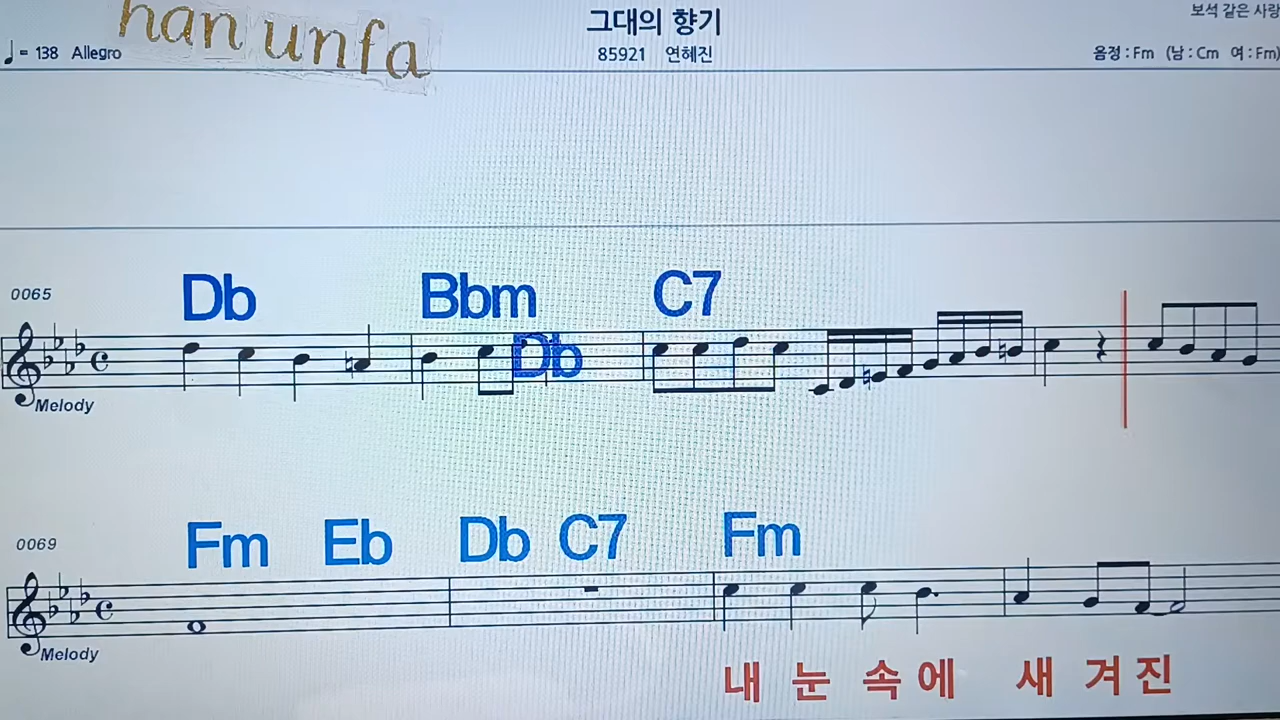 han unfa
그대의 향기
보석 같은 사랑
♩= 138 Allegro
85921 연혜진
음정 : Fm (남 : Cm 여 : Fm)
Db Bbm C7
0065
Db
Melody
Fm Eb Db C7 Fm
0069
Melody
내 눈 속에 새 겨진